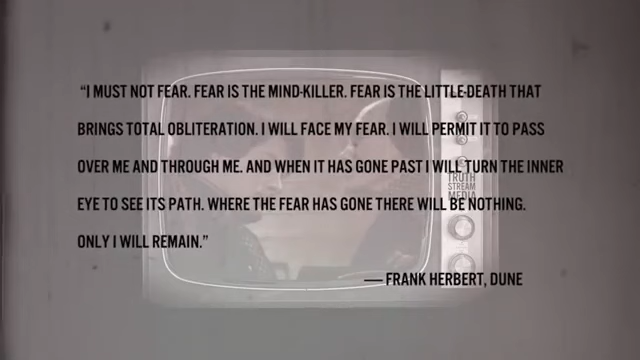 “I MUST NOT FEAR. FEAR IS THE MIND-KILLER. FEAR IS THE LITTLE-DEATH THAT
BRINGS TOTAL OBLITERATION. I WILL FACE MY FEAR. I WILL PERMIT IT TO PASS
OVER ME AND THROUGH ME. AND WHEN IT HAS GONE PAST I WILL TURN THE INNER
EYE TO SEE ITS PATH. WHERE THE FEAR HAS GONE THERE WILL BE NOTHING.
ONLY I WILL REMAIN.”
— FRANK HERBERT, DUNE
TRUTH
STREAM
MEDIA